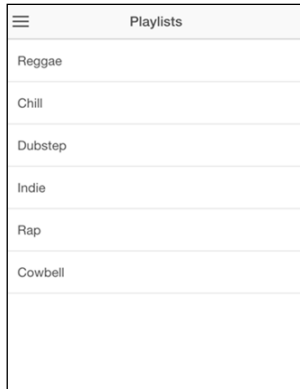 Playlists
Reggae
Chill
Dubstep
Indie
Rap
Cowbell